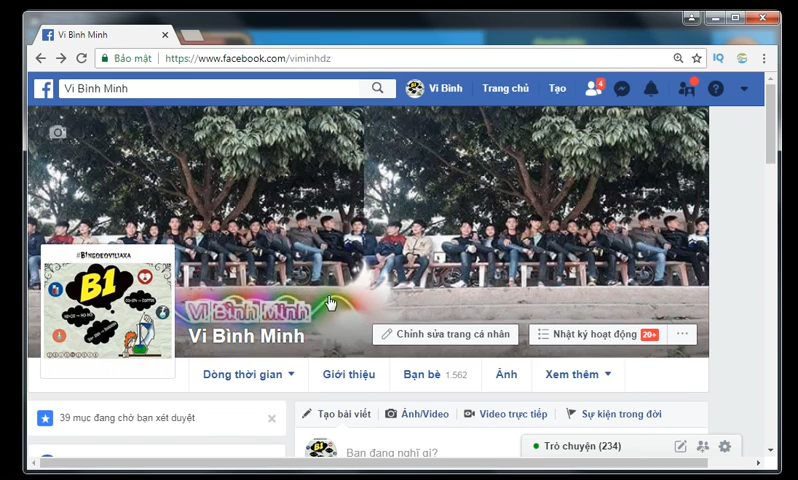 Vi Bình Minh
Bảo mật
https://www.facebook.com/viminhdz
IQ
Vi Bình Minh
Vi Bình
Trang chủ
Tạo
4
B1
Vi Bình Minh
Vi Bình Minh
Chỉnh sửa trang cá nhân
Nhật ký hoạt động 20+
Dòng thời gian
Giới thiệu
Bạn bè 1.562
Ảnh
Xem thêm
39 mục đang chờ bạn xét duyệt
Tạo bài viết
Ảnh/Video
Video trực tiếp
Sự kiện trong đời
Bạn đang nghĩ gì?
Trò chuyện (234)